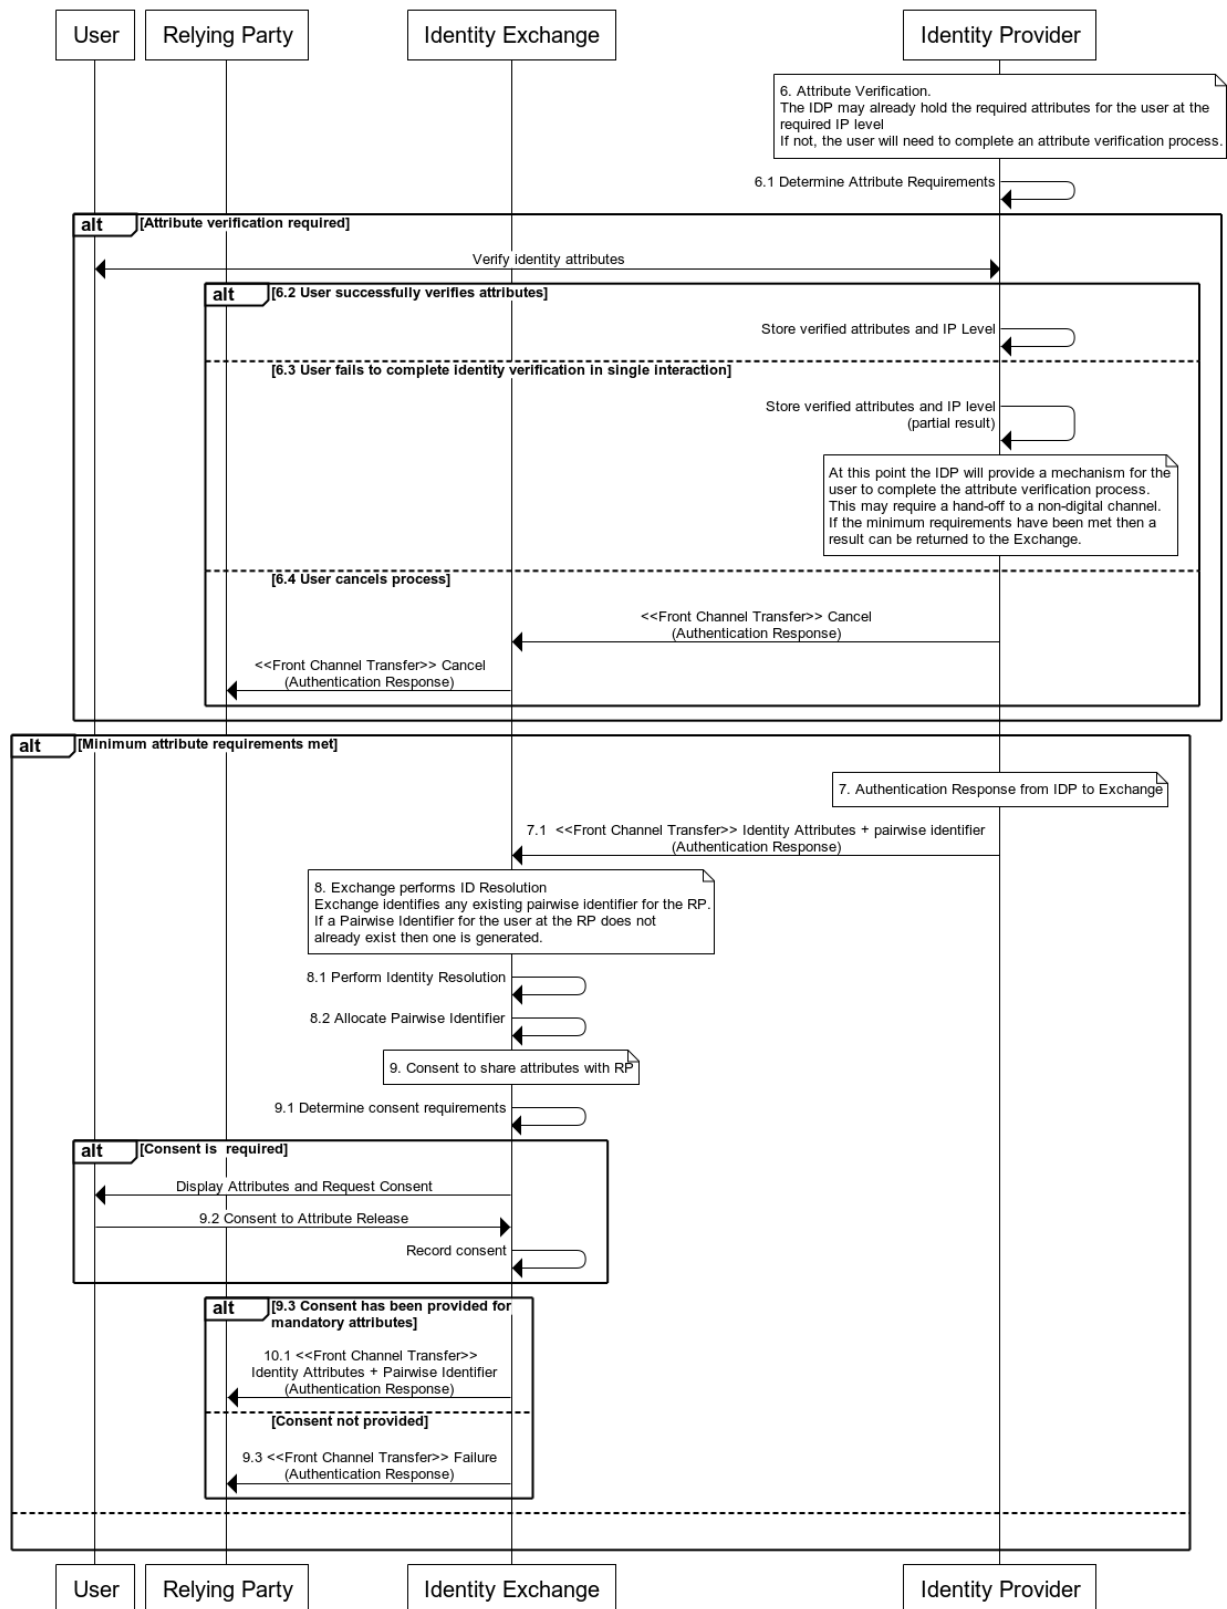 User
Relying Party
Identity Exchange
Identity Provider
6. Attribute Verification.
The IDP may already hold the required attributes for the user at the
required IP level
If not, the user will need to complete an attribute verification process.
6.1 Determine Attribute Requirements
alt
[Attribute verification required]
Verify identity attributes
alt
[6.2 User successfully verifies attributes]
Store verified attributes and IP Level
[6.3 User fails to complete identity verification in single interaction]
Store verified attributes and IP level
(partial result)
At this point the IDP will provide a mechanism for the
user to complete the attribute verification process.
This may require a hand-off to a non-digital channel.
If the minimum requirements have been met then a
result can be returned to the Exchange.
[6.4 User cancels process]
<<Front Channel Transfer>> Cancel
(Authentication Response)
<<Front Channel Transfer>> Cancel
(Authentication Response)
alt
[Minimum attribute requirements met]
7. Authentication Response from IDP to Exchange
7.1 <<Front Channel Transfer>> Identity Attributes + pairwise identifier
(Authentication Response)
8. Exchange performs ID Resolution
Exchange identifies any existing pairwise identifier for the RP.
If a Pairwise Identifier for the user at the RP does not
already exist then one is generated.
8.1 Perform Identity Resolution
8.2 Allocate Pairwise Identifier
9. Consent to share attributes with RP
9.1 Determine consent requirements
alt
[Consent is required]
Display Attributes and Request Consent
9.2 Consent to Attribute Release
Record consent
alt
[9.3 Consent has been provided for
mandatory attributes]
10.1 <<Front Channel Transfer>>
Identity Attributes + Pairwise Identifier
(Authentication Response)
[Consent not provided]
9.3 <<Front Channel Transfer>> Failure
(Authentication Response)
User
Relying Party
Identity Exchange
Identity Provider